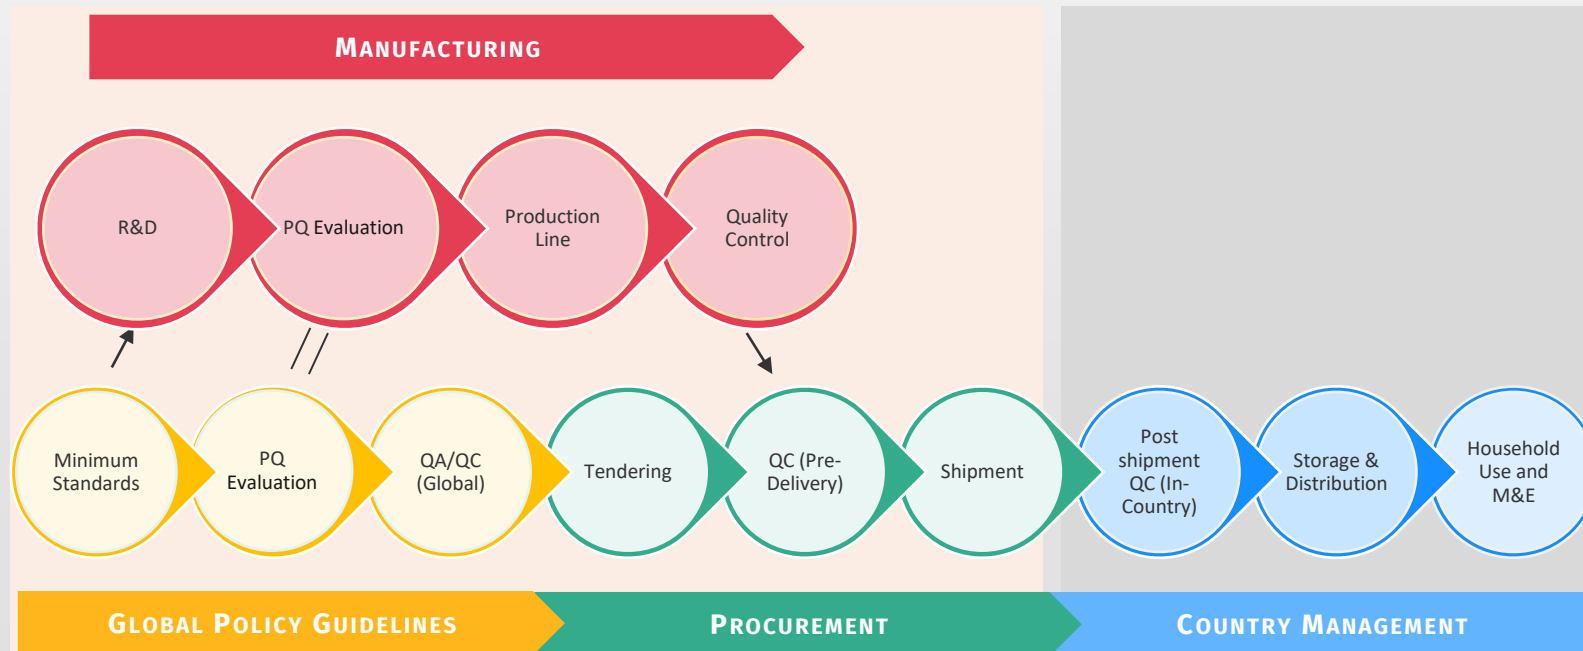 MANUFACTURING
R&D
PQ Evaluation
Production
Line
Quality
Control
Minimum
Standards
PQ
Evaluation
QA/QC
(Global)
Tendering
QC (Pre-
Delivery)
Shipment
Post
shipment
QC (In-
Country)
Storage &
Distribution
Household
Use and
M&E
GLOBAL POLICY GUIDELINES
PROCUREMENT
COUNTRY MANAGEMENT